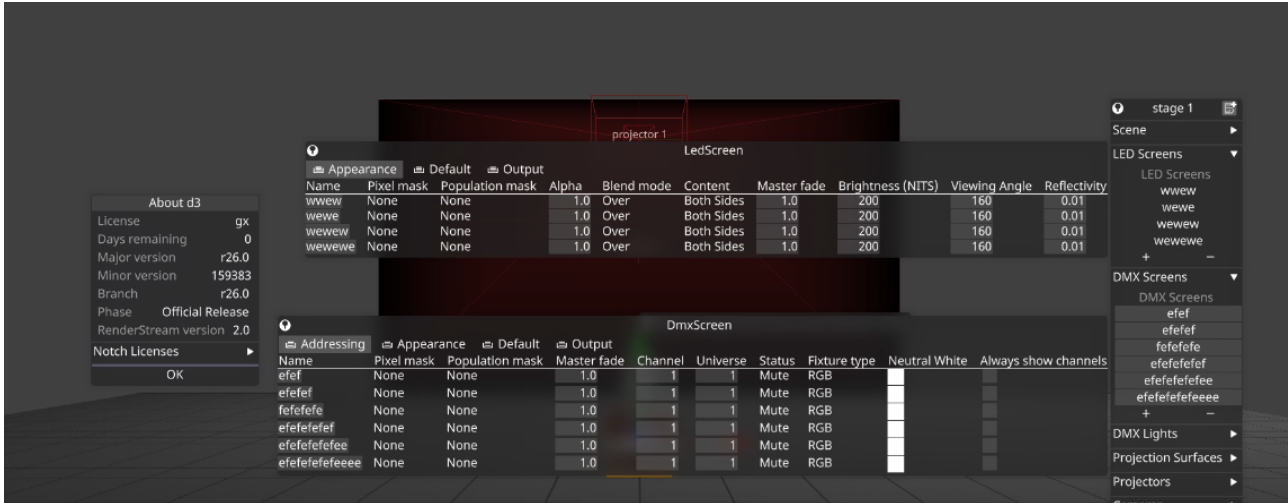 projector 1
LedScreen
Appearance Default Output
Name Pixel mask Population mask Alpha Blend mode Content Master fade Brightness (NITS) Viewing Angle Reflectivity
wwew None None 1.0 Over Both Sides 1.0 200 160 0.01
wewe None None 1.0 Over Both Sides 1.0 200 160 0.01
wewew None None 1.0 Over Both Sides 1.0 200 160 0.01
wewewe None None 1.0 Over Both Sides 1.0 200 160 0.01
About d3
License gx
Days remaining 0
Major version r26.0
Minor version 159383
Branch r26.0
Phase Official Release
RenderStream version 2.0
Notch Licenses
OK
DmxScreen
Addressing Appearance Default Output
Name Pixel mask Population mask Master fade Channel Universe Status Fixture type Neutral White Always show channels
efef None None 1.0 1 1 Mute RGB
efefef None None 1.0 1 1 Mute RGB
fefefefe None None 1.0 1 1 Mute RGB
efefefefef None None 1.0 1 1 Mute RGB
efefefefefee None None 1.0 1 1 Mute RGB
efefefefefeeee None None 1.0 1 1 Mute RGB
stage 1
Scene
LED Screens
LED Screens
wwew
wewe
wewew
wewewe
+ −
DMX Screens
DMX Screens
efef
efefef
fefefefe
efefefefef
efefefefefee
efefefefefeeee
+ −
DMX Lights
Projection Surfaces
Projectors